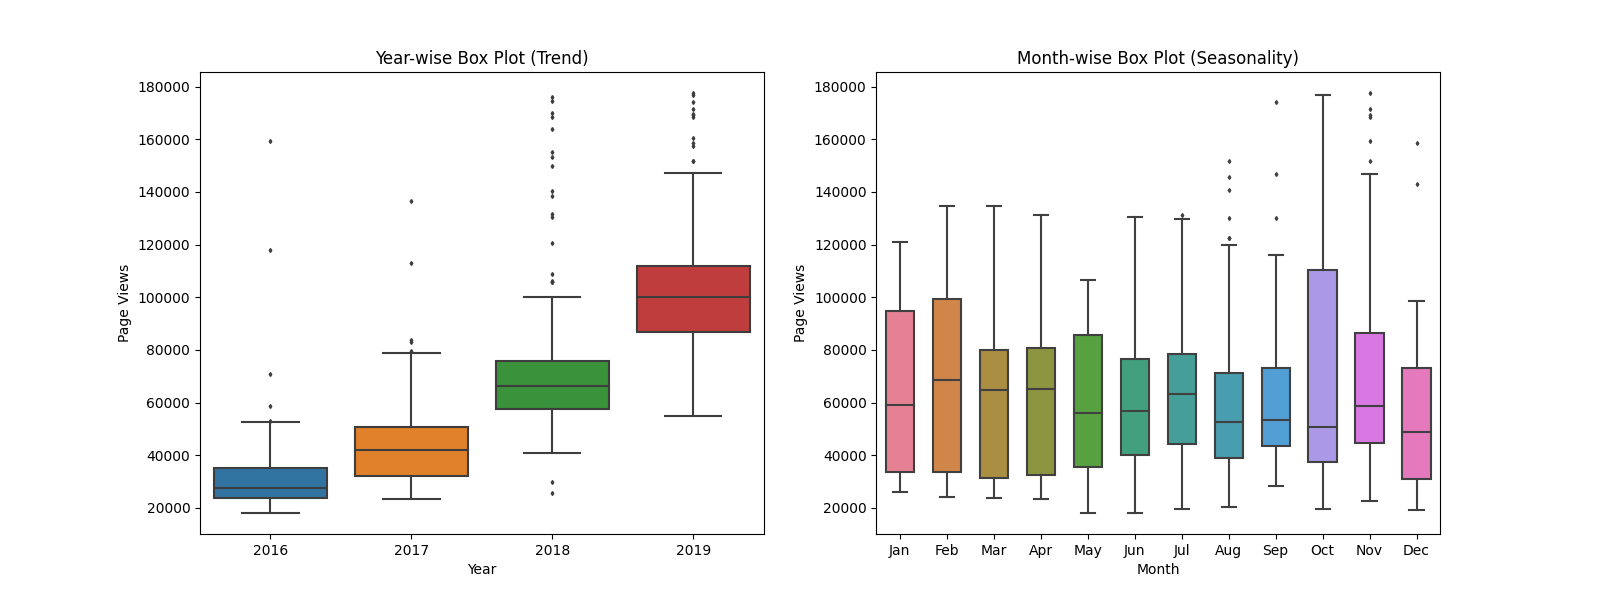 Year-wise Box Plot (Trend)
Page Views
180000
160000
140000
120000
100000
80000
60000
40000
20000
2016 2017 2018 2019
Year
Month-wise Box Plot (Seasonality)
Page Views
180000
160000
140000
120000
100000
80000
60000
40000
20000
Jan Feb Mar Apr May Jun Jul Aug Sep Oct Nov Dec
Month